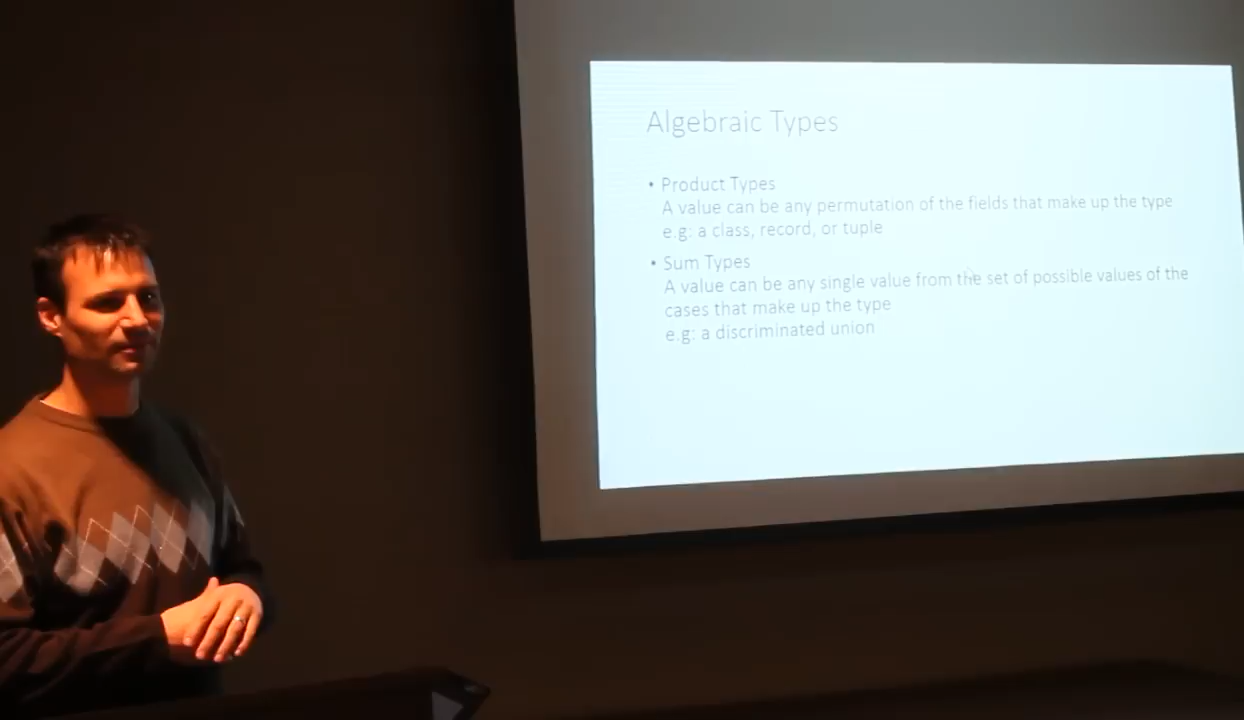 Algebraic Types
• Product Types
A value can be any permutation of the fields that make up the type
e.g: a class, record, or tuple
• Sum Types
A value can be any single value from the set of possible values of the
cases that make up the type
e.g: a discriminated union